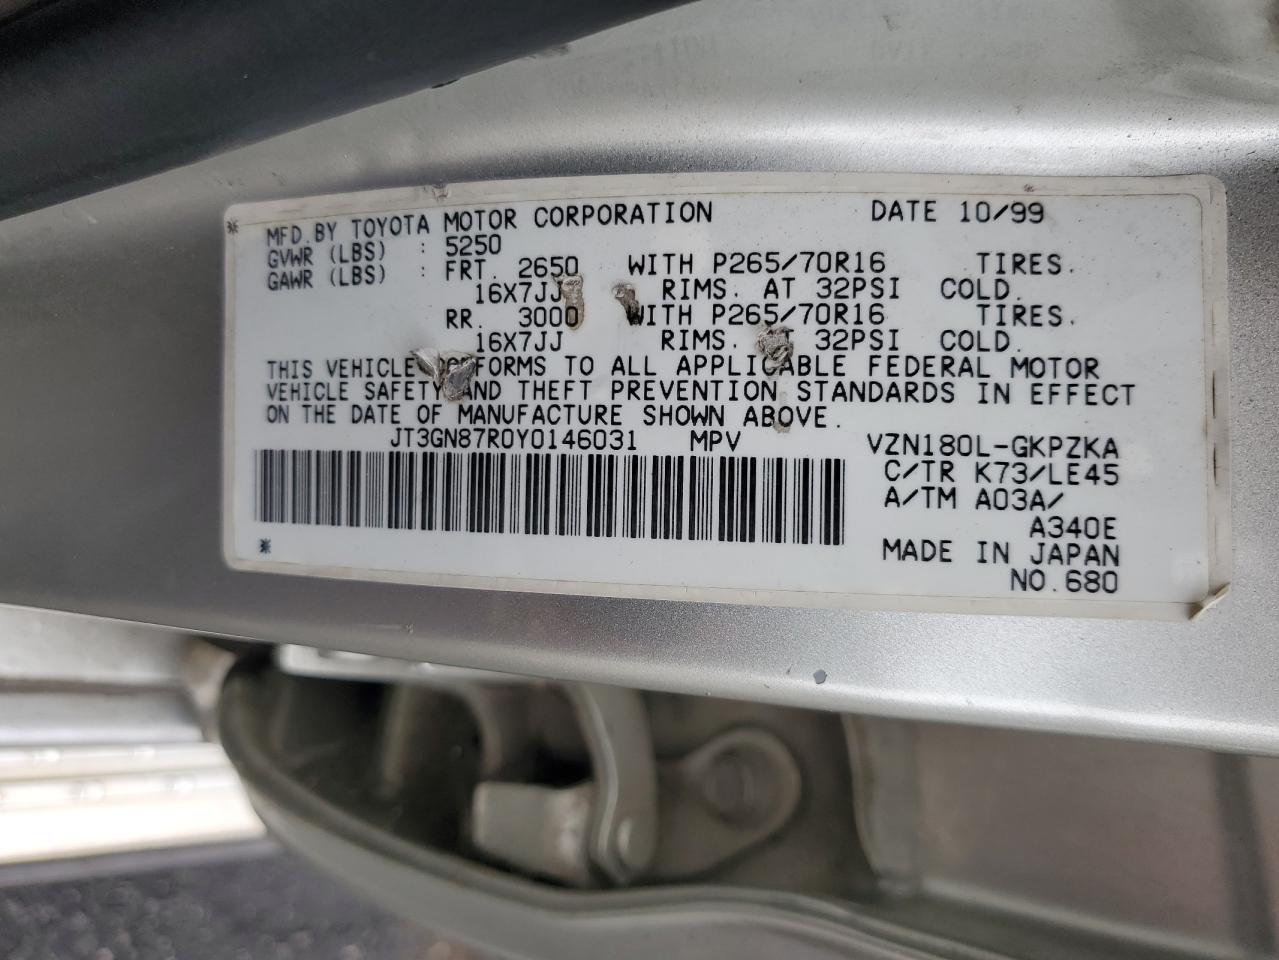 MFD. BY TOYOTA MOTOR CORPORATION DATE 10/99
GVWR (LBS) : 5250
GAWR (LBS) : FRT. 2650 WITH P265/70R16 TIRES.
16X7JJ RIMS. AT 32PSI COLD.
RR. 3000 WITH P265/70R16 TIRES.
16X7JJ RIMS. 32PSI COLD.
THIS VEHICLE TO ALL APPLICABLE FEDERAL MOTOR
VEHICLE SAFETY AND THEFT PREVENTION STANDARDS IN EFFECT
ON THE DATE OF MANUFACTURE SHOWN ABOVE.
JT3GN87R0Y0146031 MPV VZN180L-GKPZKA
C/TR K73/LE45
A/TM A03A/
A340E
MADE IN JAPAN
NO.680